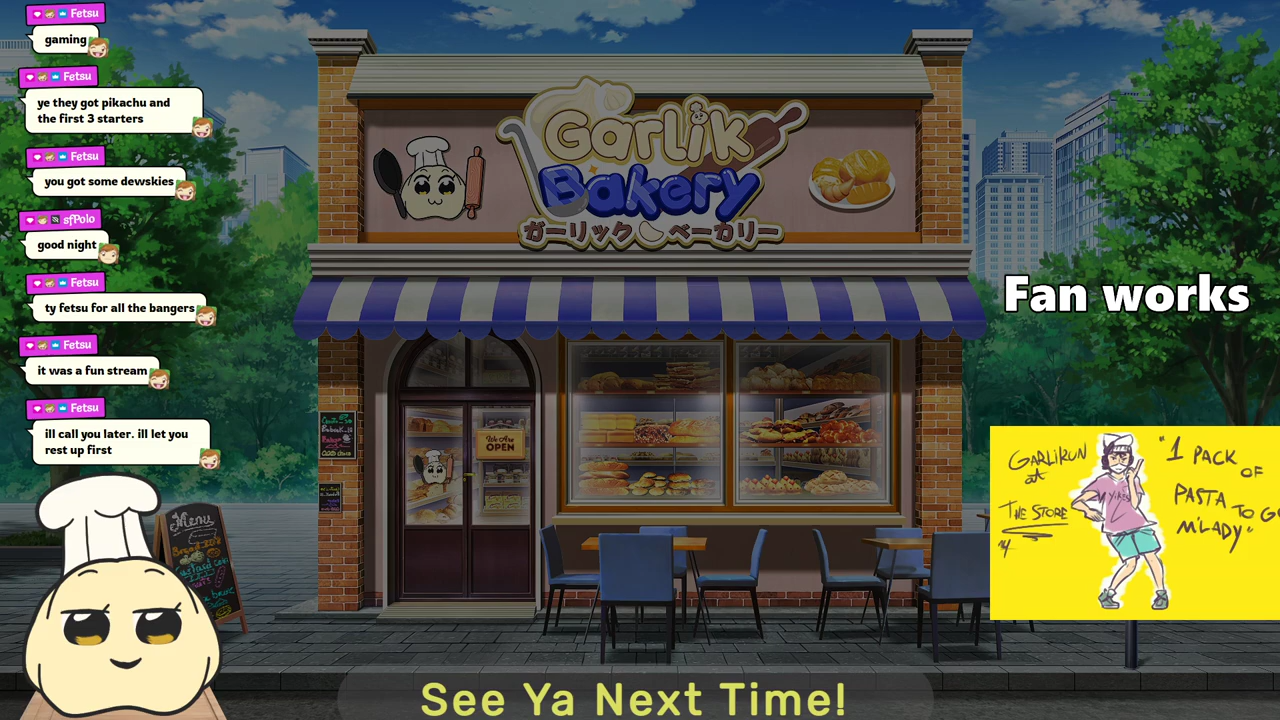 Fetsu
gaming
Fetsu
ye they got pikachu and
the first 3 starters
Fetsu
you got some dewskies
sfPolo
good night
Fetsu
ty fetsu for all the bangers
Fetsu
it was a fun stream
Fetsu
ill call you later. ill let you
rest up first
Garlik
Bakery
ガーリック ベーカリー
We Are
OPEN
Menu
Fan works
GARLIKUN
at
THE STORE
"1 PACK
OF
PASTA TO GO
M'LADY"
YIKES
See Ya Next Time!